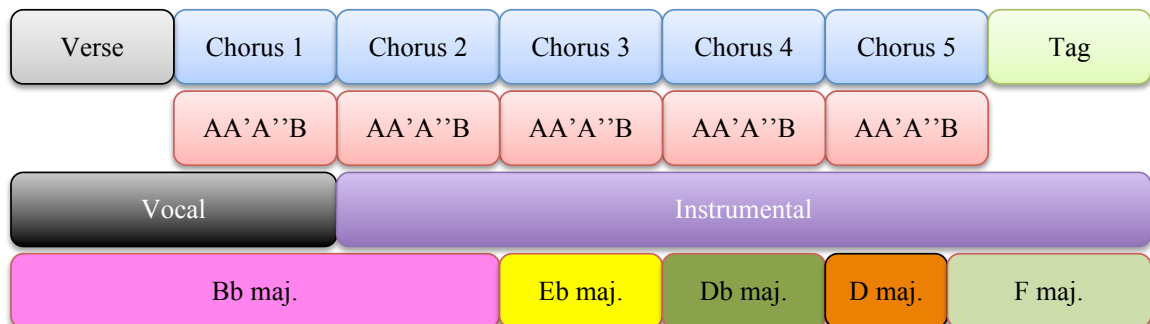 Verse Chorus 1 Chorus 2 Chorus 3 Chorus 4 Chorus 5 Tag
AA’A’’B AA’A’’B AA’A’’B AA’A’’B AA’A’’B
Vocal Instrumental
Bb maj. Eb maj. Db maj. D maj. F maj.